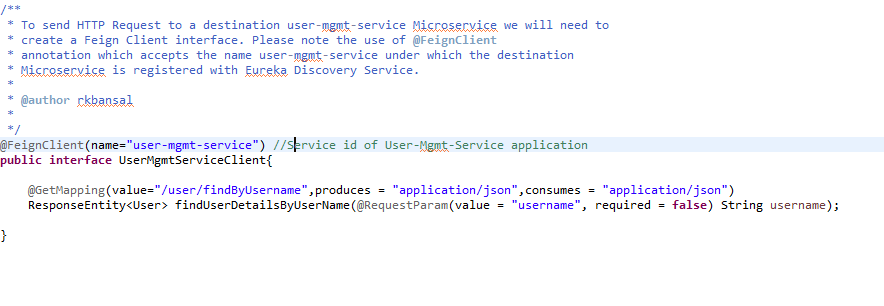 /**
 * To send HTTP Request to a destination user-mgmt-service Microservice we will need to
 * create a Feign Client interface. Please note the use of @FeignClient
 * annotation which accepts the name user-mgmt-service under which the destination
 * Microservice is registered with Eureka Discovery Service.
 *
 * @author rkbansal
 *
 */
@FeignClient(name="user-mgmt-service") //Service id of User-Mgmt-Service application
public interface UserMgmtServiceClient{
    @GetMapping(value="/user/findByUsername",produces = "application/json",consumes = "application/json")
    ResponseEntity<User> findUserDetailsByUserName(@RequestParam(value = "username", required = false) String username);
}